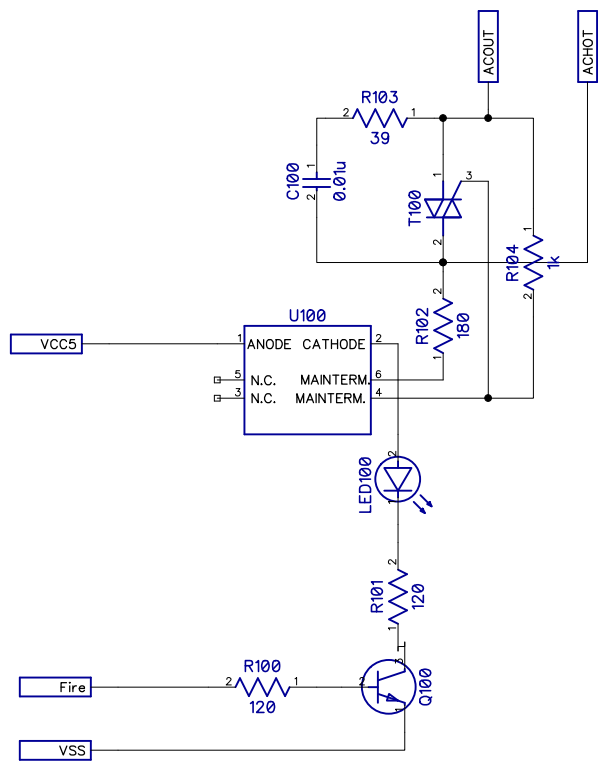 ACOUT
ACHOT
R103
2
1
39
C100
1
0.01u
2
T100
1
3
2
R104
1
1k
2
R102
2
180
1
U100
VCC5
1
ANODE CATHODE
2
5
N.C. MAINTERM.
6
3
N.C. MAINTERM.
4
LED100
2
1
R101
2
120
1
R100
Fire
2
1
120
2
3
1
Q100
VSS